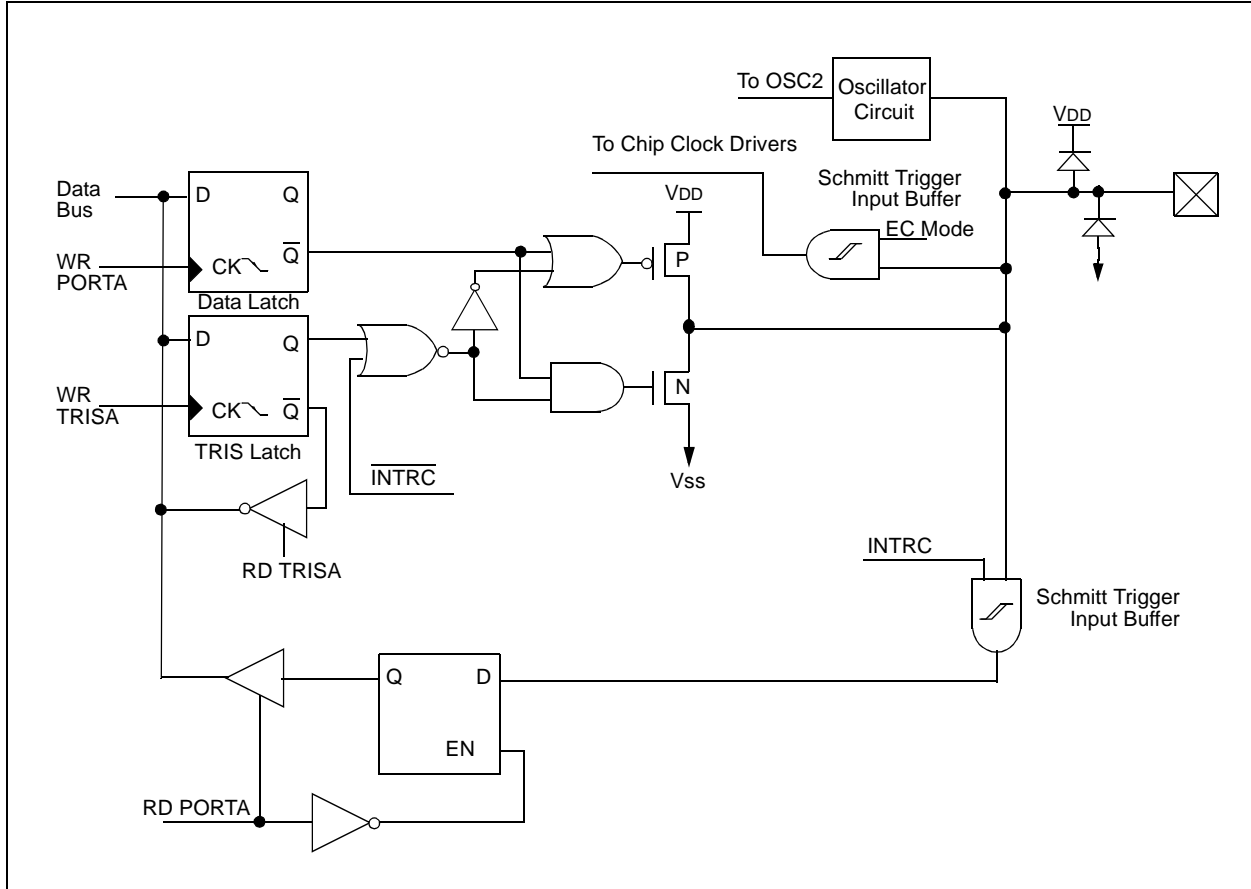 To OSC2
Oscillator
Circuit
VDD
To Chip Clock Drivers
Schmitt Trigger
Input Buffer
EC Mode
VDD
Data
Bus
D
Q
Q
WR
PORTA
CK
Data Latch
P
D
Q
WR
TRISA
CK
Q
TRIS Latch
N
INTRC
Vss
RD TRISA
INTRC
Schmitt Trigger
Input Buffer
Q
D
EN
RD PORTA